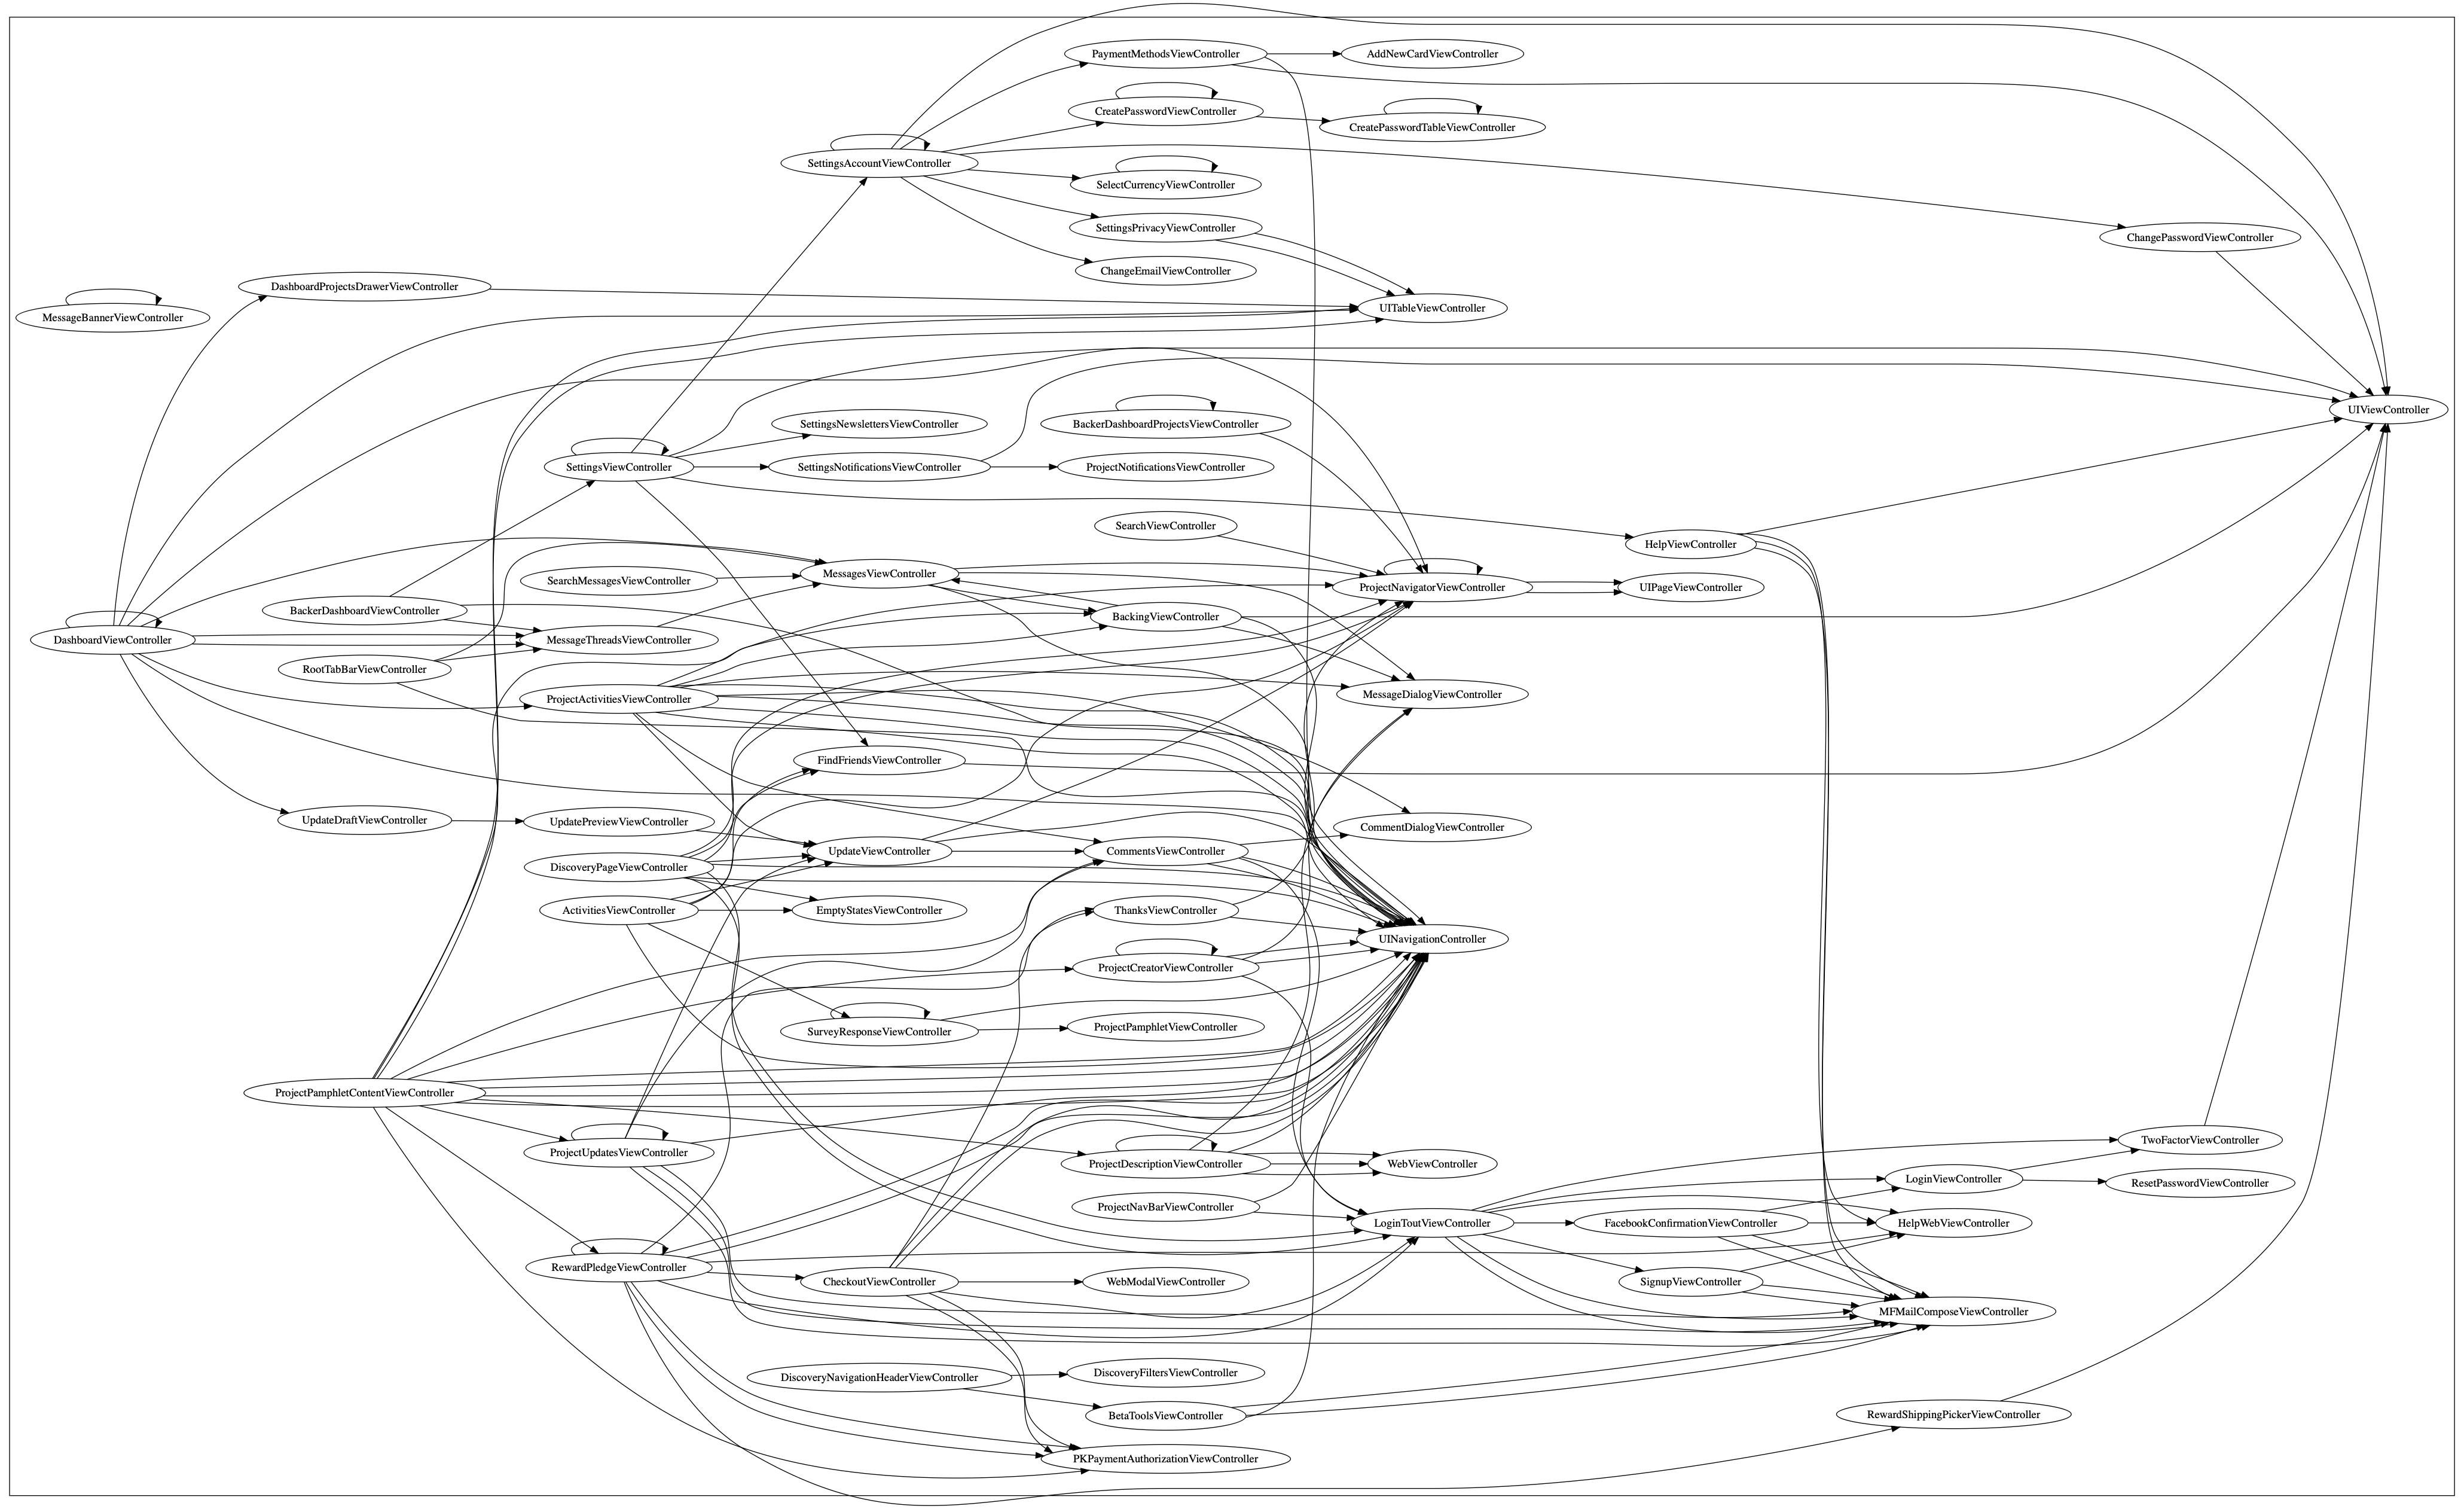 PaymentMethodsViewController
AddNewCardViewController
CreatePasswordViewController
CreatePasswordTableViewController
SettingsAccountViewController
SelectCurrencyViewController
SettingsPrivacyViewController
ChangePasswordViewController
ChangeEmailViewController
DashboardProjectsDrawerViewController
MessageBannerViewController
UITableViewController
UIViewController
SettingsNewslettersViewController
BackerDashboardProjectsViewController
SettingsViewController
SettingsNotificationsViewController
ProjectNotificationsViewController
SearchViewController
HelpViewController
SearchMessagesViewController
MessagesViewController
ProjectNavigatorViewController
UIPageViewController
BackerDashboardViewController
BackingViewController
DashboardViewController
MessageThreadsViewController
RootTabBarViewController
ProjectActivitiesViewController
MessageDialogViewController
FindFriendsViewController
UpdateDraftViewController
UpdatePreviewViewController
CommentDialogViewController
UpdateViewController
CommentsViewController
DiscoveryPageViewController
ActivitiesViewController
EmptyStatesViewController
ThanksViewController
UINavigationController
ProjectCreatorViewController
SurveyResponseViewController
ProjectPamphletViewController
ProjectPamphletContentViewController
TwoFactorViewController
ProjectUpdatesViewController
ProjectDescriptionViewController
WebViewController
LoginViewController
ResetPasswordViewController
ProjectNavBarViewController
LoginToutViewController
FacebookConfirmationViewController
HelpWebViewController
RewardPledgeViewController
CheckoutViewController
WebModalViewController
SignupViewController
MFMailComposeViewController
DiscoveryNavigationHeaderViewController
DiscoveryFiltersViewController
BetaToolsViewController
RewardShippingPickerViewController
PKPaymentAuthorizationViewController